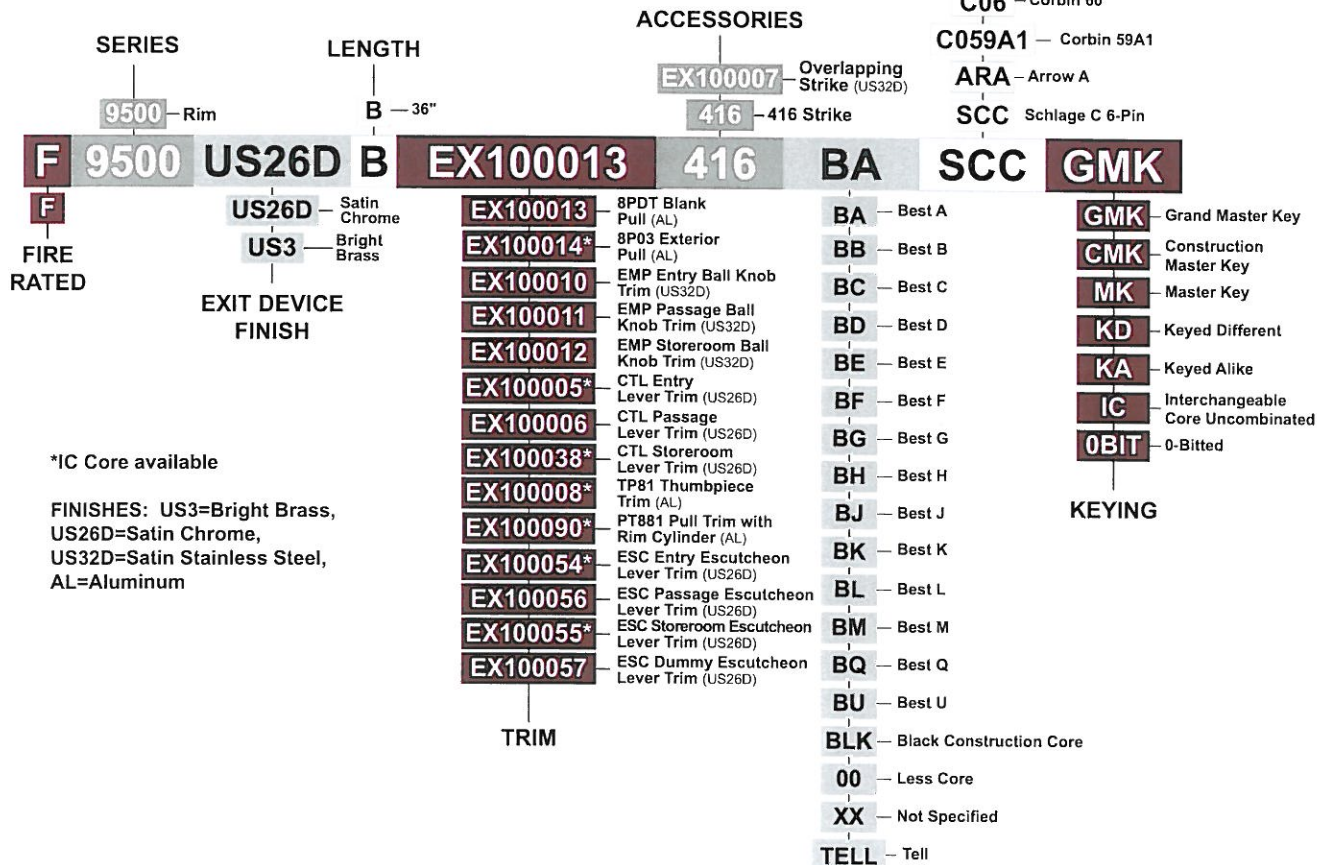 ACCESSORIES
C06 – Corbin 60
SERIES
LENGTH
C059A1 – Corbin 59A1
EX100007 – Overlapping
Strike (US32D)
ARA – Arrow A
9500 – Rim
B – 36"
416 – 416 Strike
SCC Schlage C 6-Pin
F 9500 US26D B EX100013 416 BA SCC GMK
F
FIRE
RATED
US26D – Satin
Chrome
US3 – Bright
Brass
EXIT DEVICE
FINISH
EX100013 – 8PDT Blank
Pull (AL)
EX100014* – 8P03 Exterior
Pull (AL)
EX100010 – EMP Entry Ball Knob
Trim (US32D)
EX100011 – EMP Passage Ball
Knob Trim (US32D)
EX100012 – EMP Storeroom Ball
Knob Trim (US32D)
EX100005* – CTL Entry
Lever Trim (US26D)
EX100006 – CTL Passage
Lever Trim (US26D)
EX100038* – CTL Storeroom
Lever Trim (US26D)
EX100008* – TP81 Thumbpiece
Trim (AL)
EX100090* – PT881 Pull Trim with
Rim Cylinder (AL)
EX100054* – ESC Entry Escutcheon
Lever Trim (US26D)
EX100056 – ESC Passage Escutcheon
Lever Trim (US26D)
EX100055* – ESC Storeroom Escutcheon
Lever Trim (US26D)
EX100057 – ESC Dummy Escutcheon
Lever Trim (US26D)
TRIM
BA – Best A
BB – Best B
BC – Best C
BD – Best D
BE – Best E
BF – Best F
BG – Best G
BH – Best H
BJ – Best J
BK – Best K
BL – Best L
BM – Best M
BQ – Best Q
BU – Best U
BLK – Black Construction Core
00 – Less Core
XX – Not Specified
TELL – Tell
GMK – Grand Master Key
CMK – Construction
Master Key
MK – Master Key
KD – Keyed Different
KA – Keyed Alike
IC – Interchangeable
Core Uncombinated
0BIT – 0-Bitted
KEYING
*IC Core available
FINISHES: US3=Bright Brass,
US26D=Satin Chrome,
US32D=Satin Stainless Steel,
AL=Aluminum